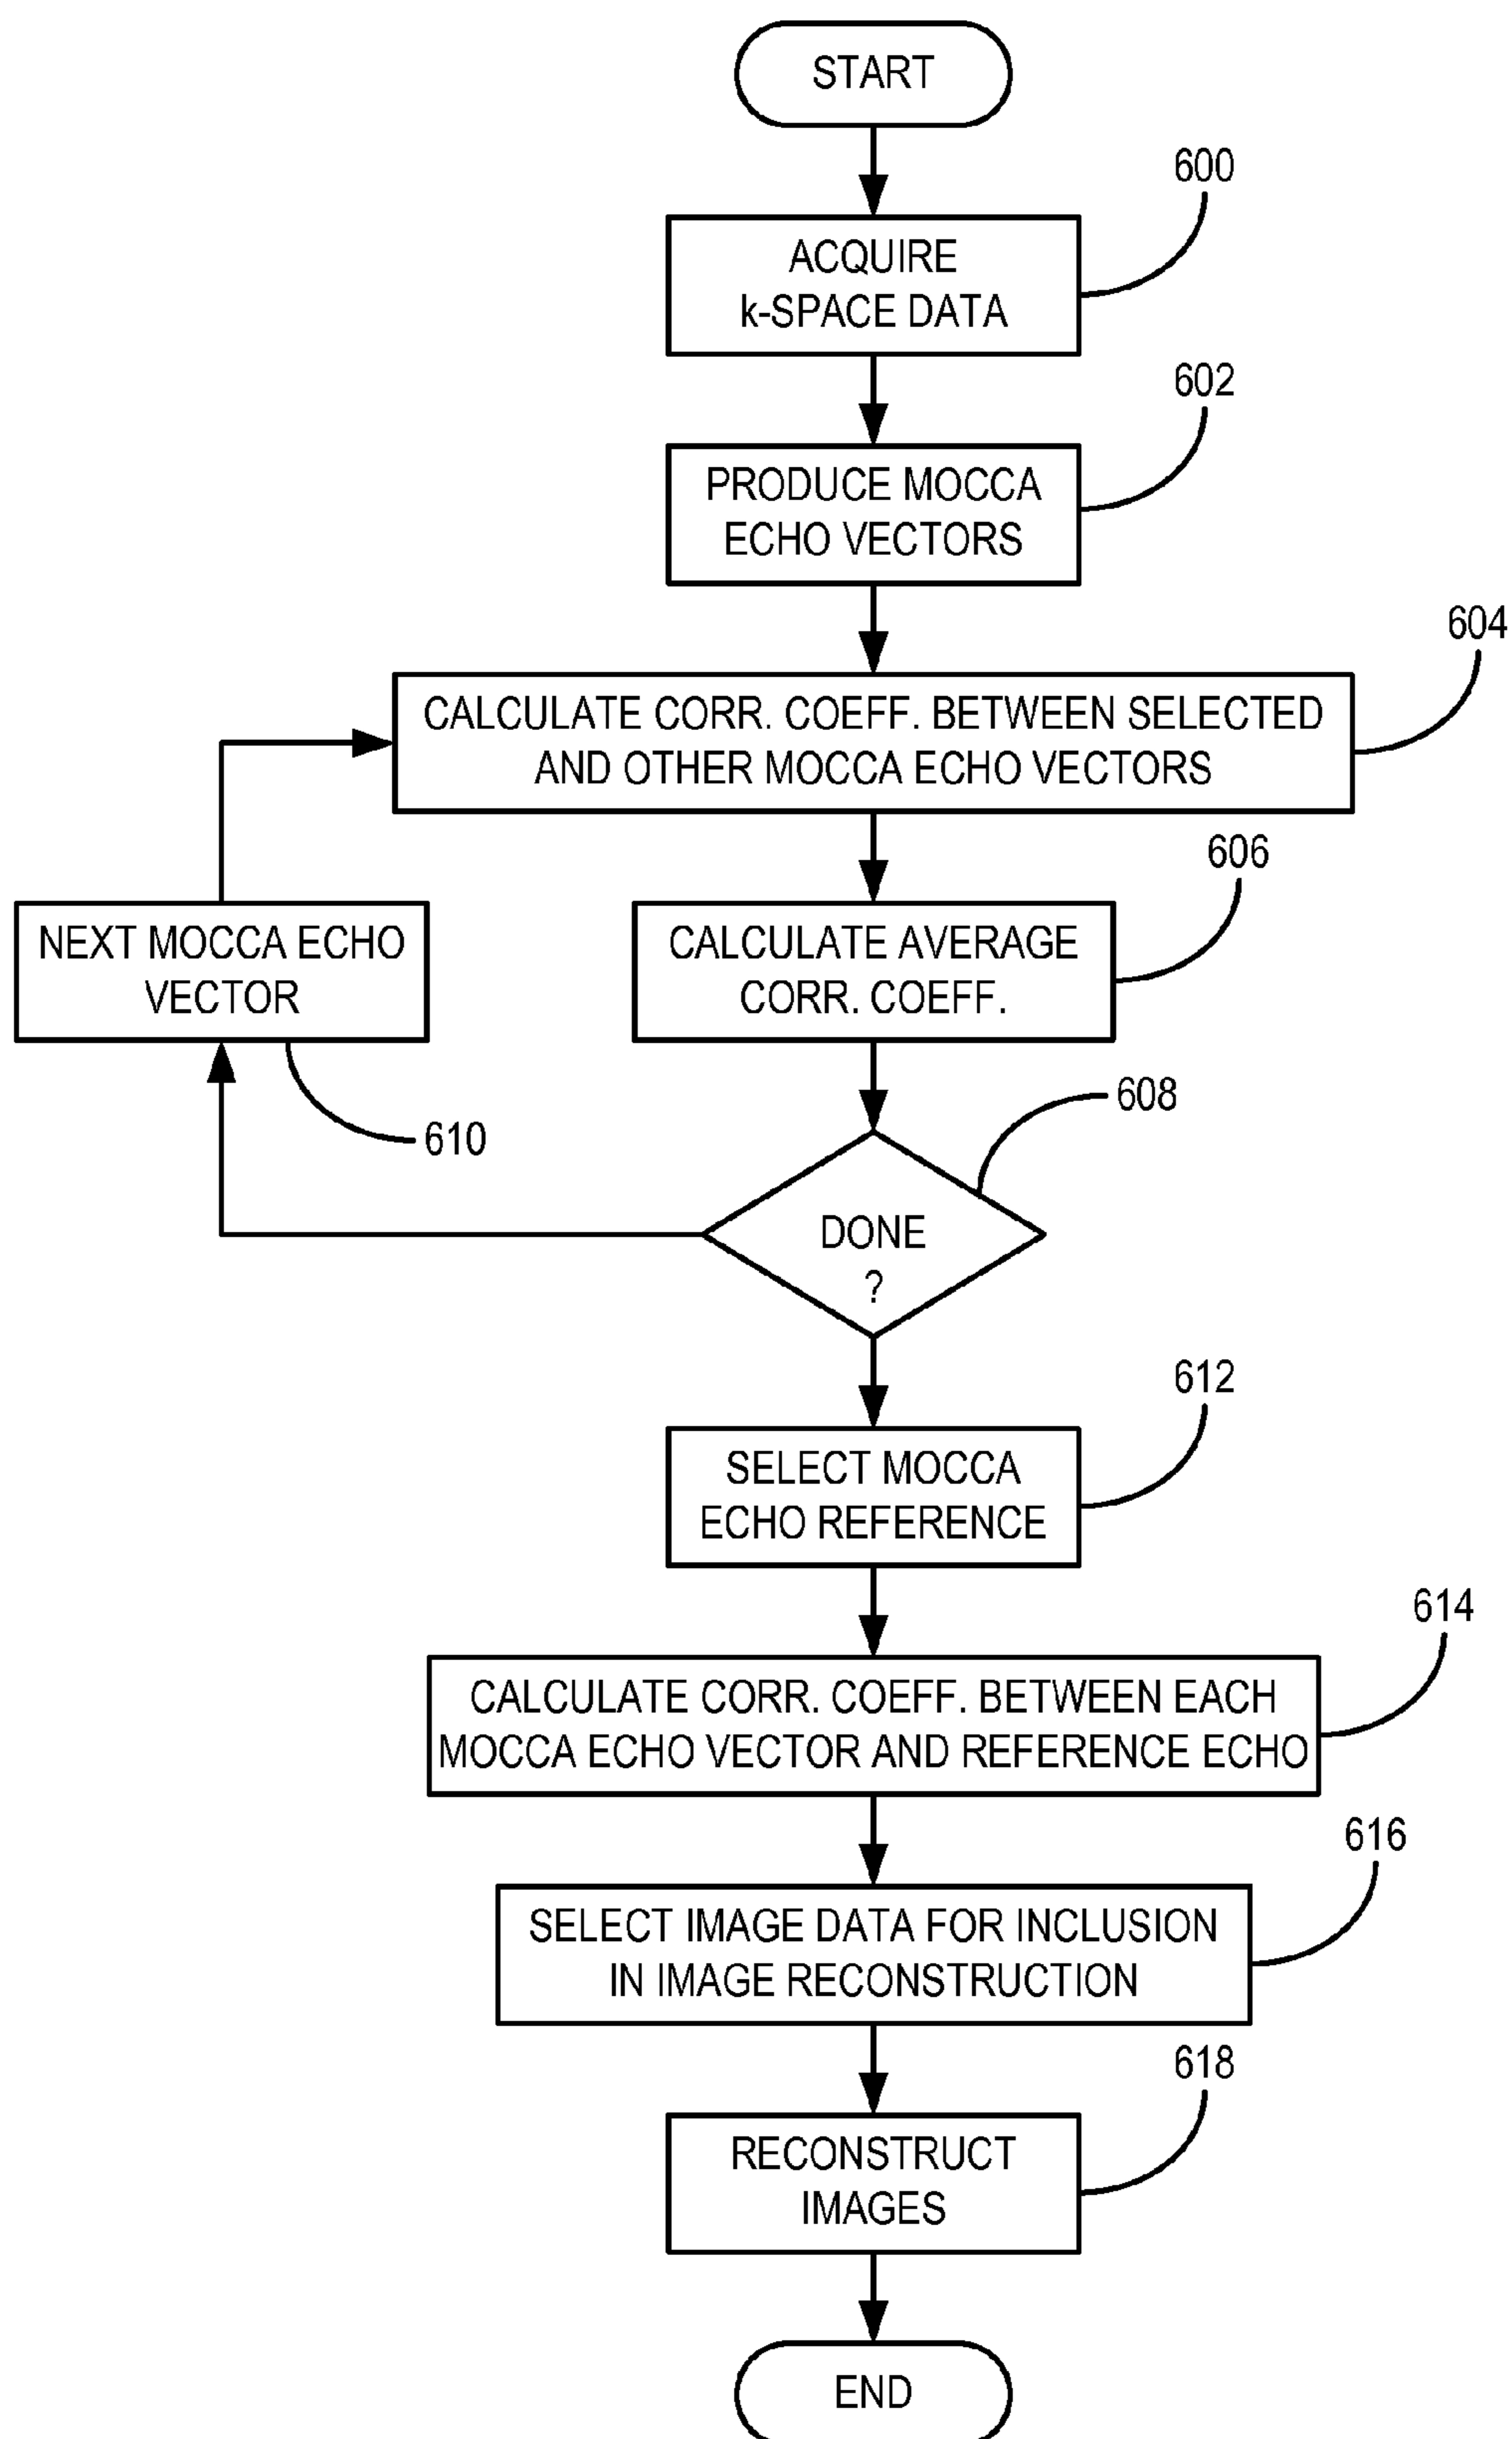 START
600
ACQUIRE
k-SPACE DATA
602
PRODUCE MOCCA
ECHO VECTORS
604
CALCULATE CORR. COEFF. BETWEEN SELECTED
AND OTHER MOCCA ECHO VECTORS
606
NEXT MOCCA ECHO
VECTOR
CALCULATE AVERAGE
CORR. COEFF.
608
610
DONE
?
612
SELECT MOCCA
ECHO REFERENCE
614
CALCULATE CORR. COEFF. BETWEEN EACH
MOCCA ECHO VECTOR AND REFERENCE ECHO
616
SELECT IMAGE DATA FOR INCLUSION
IN IMAGE RECONSTRUCTION
618
RECONSTRUCT
IMAGES
END